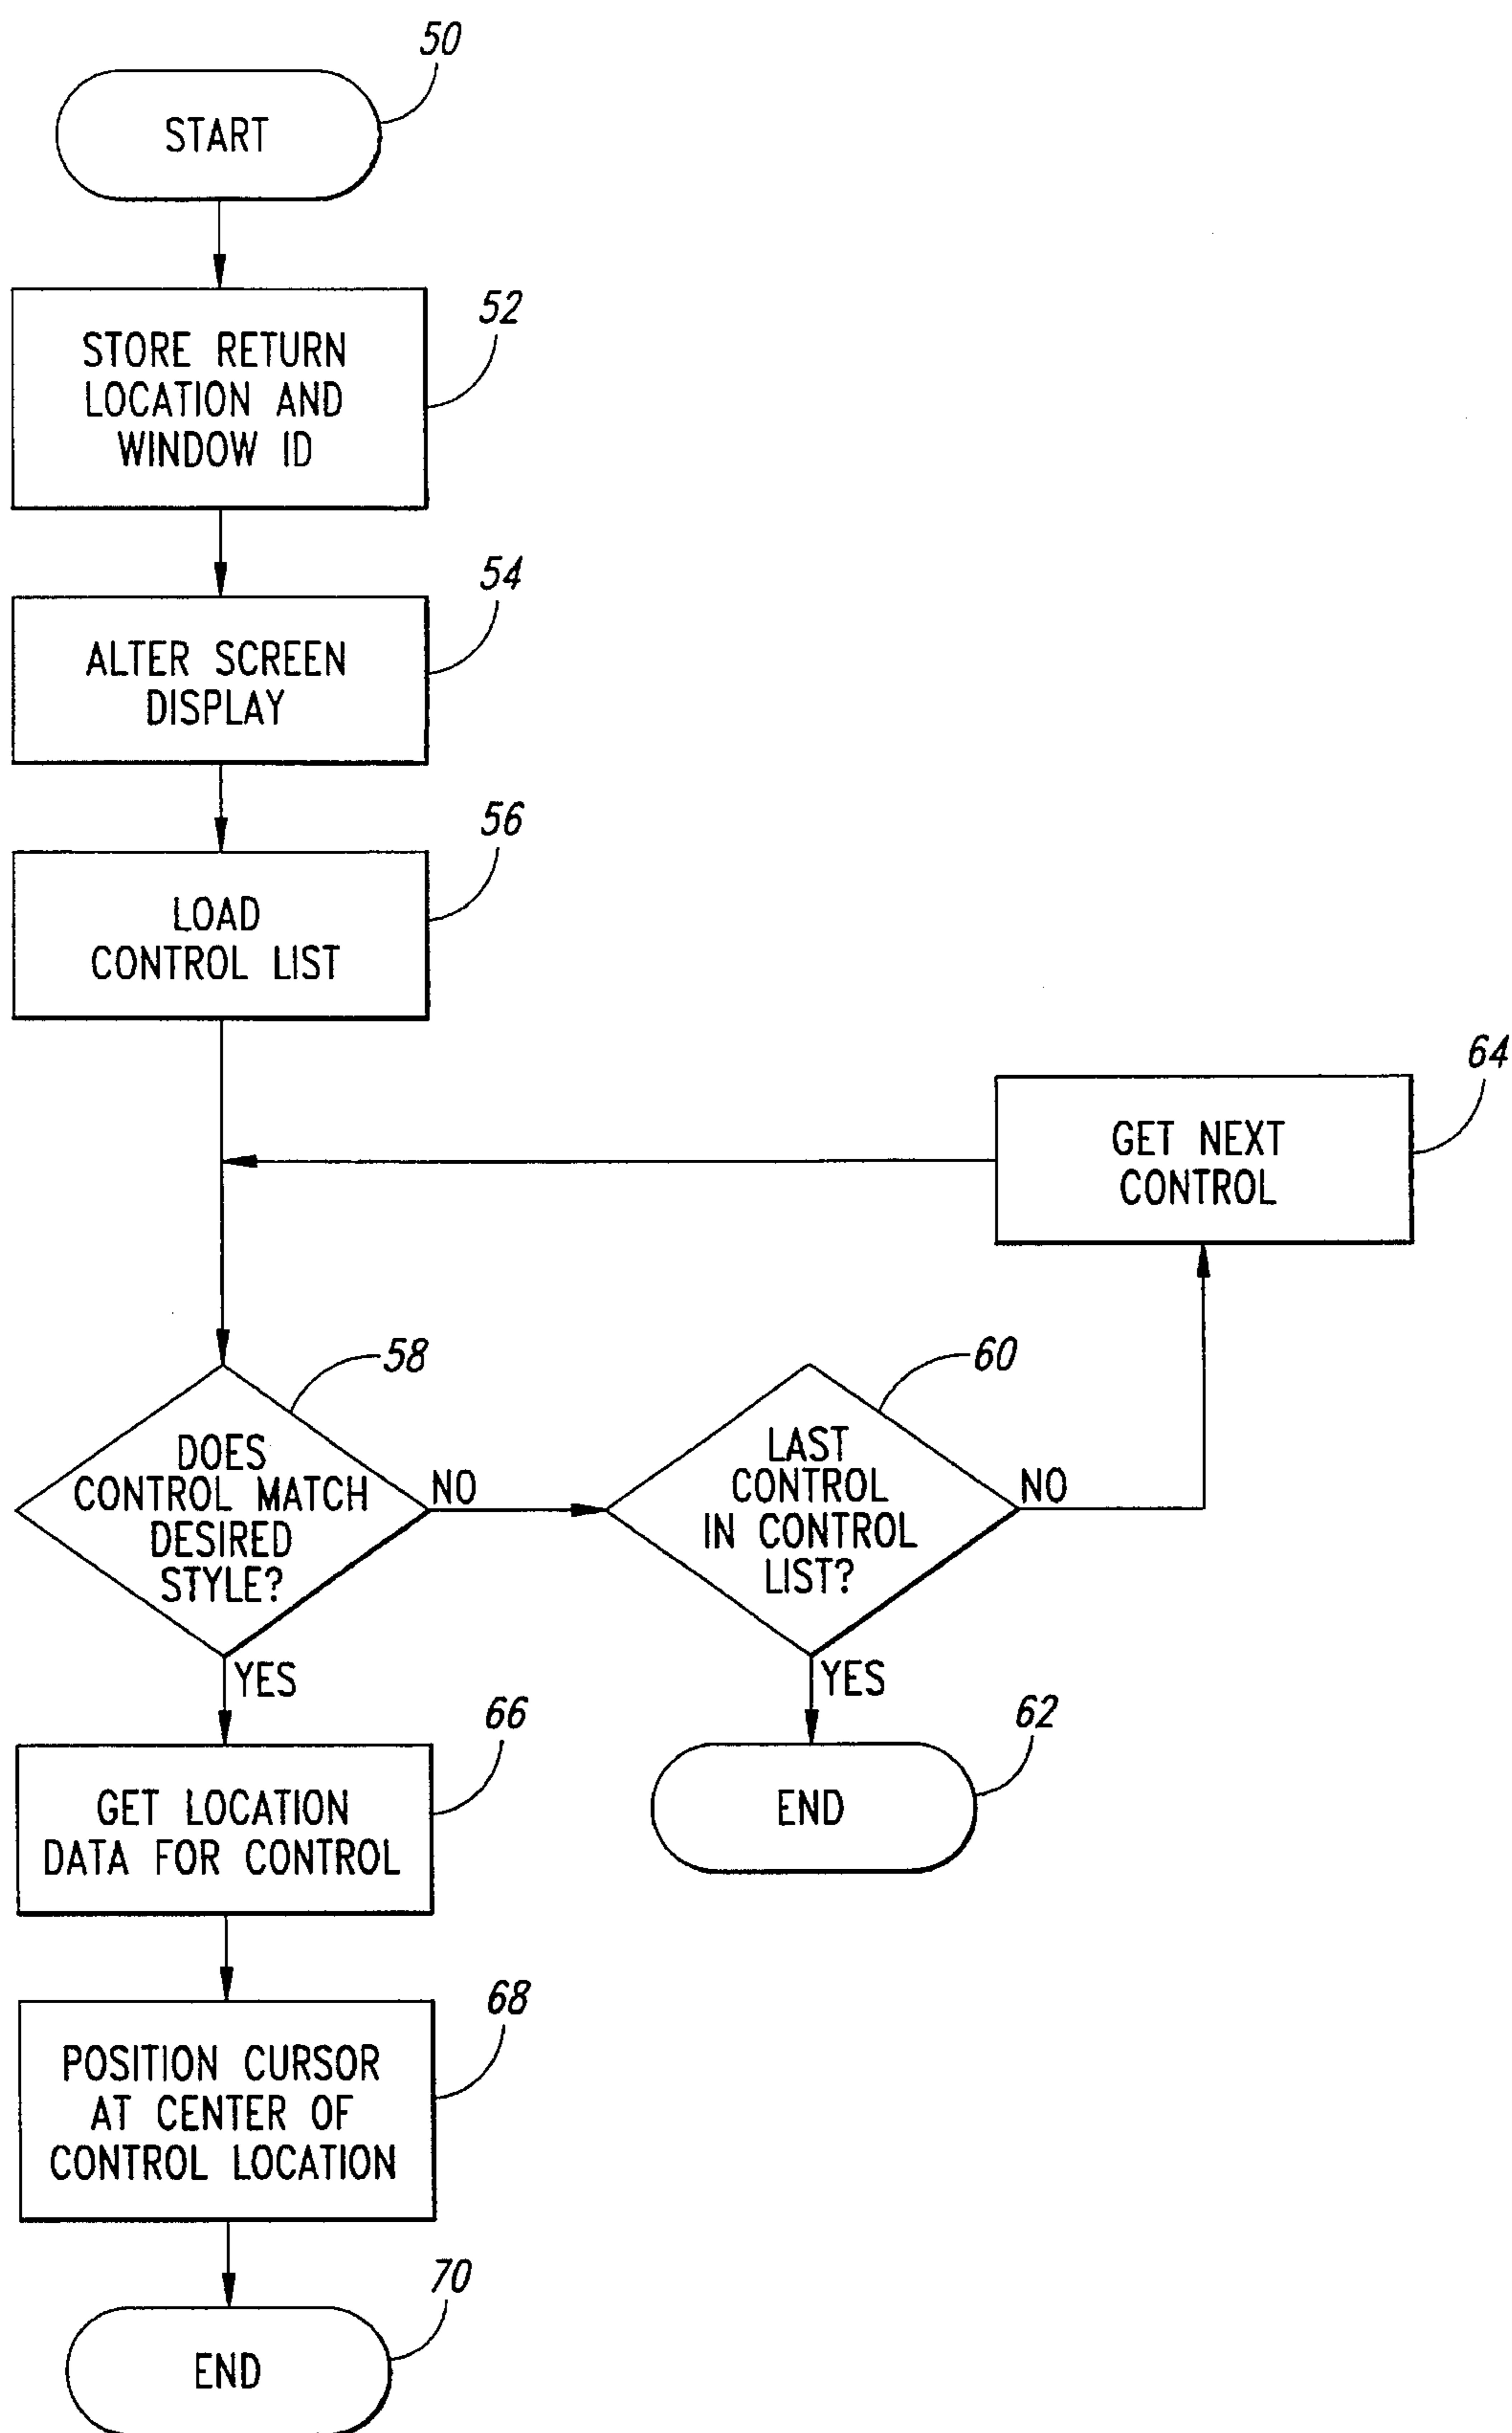 50
START
52
STORE RETURN
LOCATION AND
WINDOW ID
54
ALTER SCREEN
DISPLAY
56
LOAD
CONTROL LIST
64
GET NEXT
CONTROL
58
DOES
CONTROL MATCH
DESIRED
STYLE?
NO
YES
60
LAST
CONTROL
IN CONTROL
LIST?
NO
YES
66
GET LOCATION
DATA FOR CONTROL
62
END
68
POSITION CURSOR
AT CENTER OF
CONTROL LOCATION
70
END